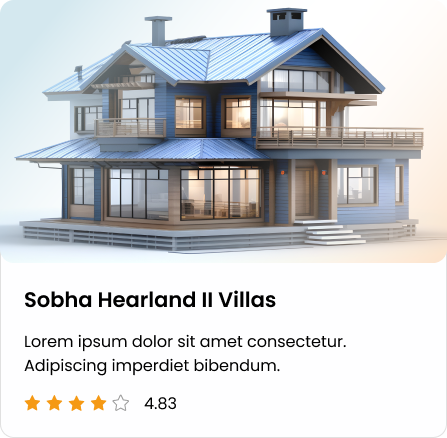 Sobha Hearland II Villas
Lorem ipsum dolor sit amet consectetur.
Adipiscing imperdiet bibendum.
4.83